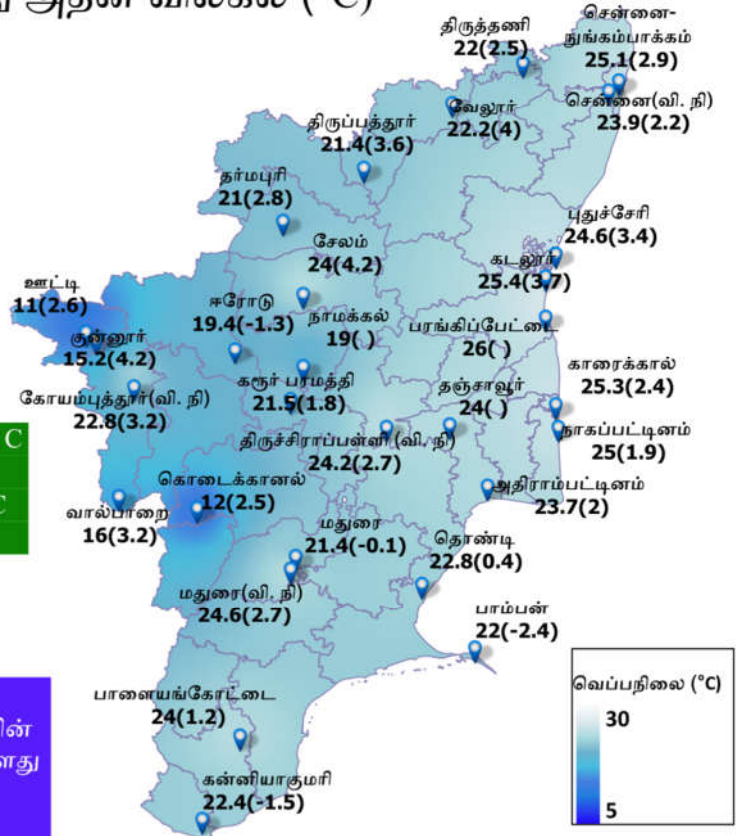 அதன் விலகல் (°C)
சென்னை-
திருத்தணி
நுங்கம்பாக்கம்
22(2.5)
25.1(2.9)
வேலூர்
சென்னை(வி. நி)
22.2(4)
23.9(2.2)
திருப்பத்தூர்
21.4(3.6)
தர்மபுரி
21(2.8)
புதுச்சேரி
24.6(3.4)
சேலம்
24(4.2)
கடலூர்
25.4(3.7)
ஊட்டி
11(2.6)
ஈரோடு
19.4(-1.3)
நாமக்கல்
19( )
பரங்கிப்பேட்டை
26( )
குன்னூர்
15.2(4.2)
காரைக்கால்
25.3(2.4)
கரூர் பரமத்தி
21.5(1.8)
தஞ்சாவூர்
24( )
கோயம்புத்தூர்(வி. நி)
22.8(3.2)
நாகப்பட்டினம்
25(1.9)
C
திருச்சிராப்பள்ளி (வி. நி)
24.2(2.7)
கொடைக்கானல்
12(2.5)
அதிராம்பட்டினம்
23.7(2)
C
வால்பாறை
16(3.2)
மதுரை
21.4(-0.1)
தொண்டி
22.8(0.4)
மதுரை(வி. நி)
24.6(2.7)
பாம்பன்
22(-2.4)
வெப்பநிலை (°C)
30
5
பாளையங்கோட்டை
24(1.2)
கன்னியாகுமரி
22.4(-1.5)